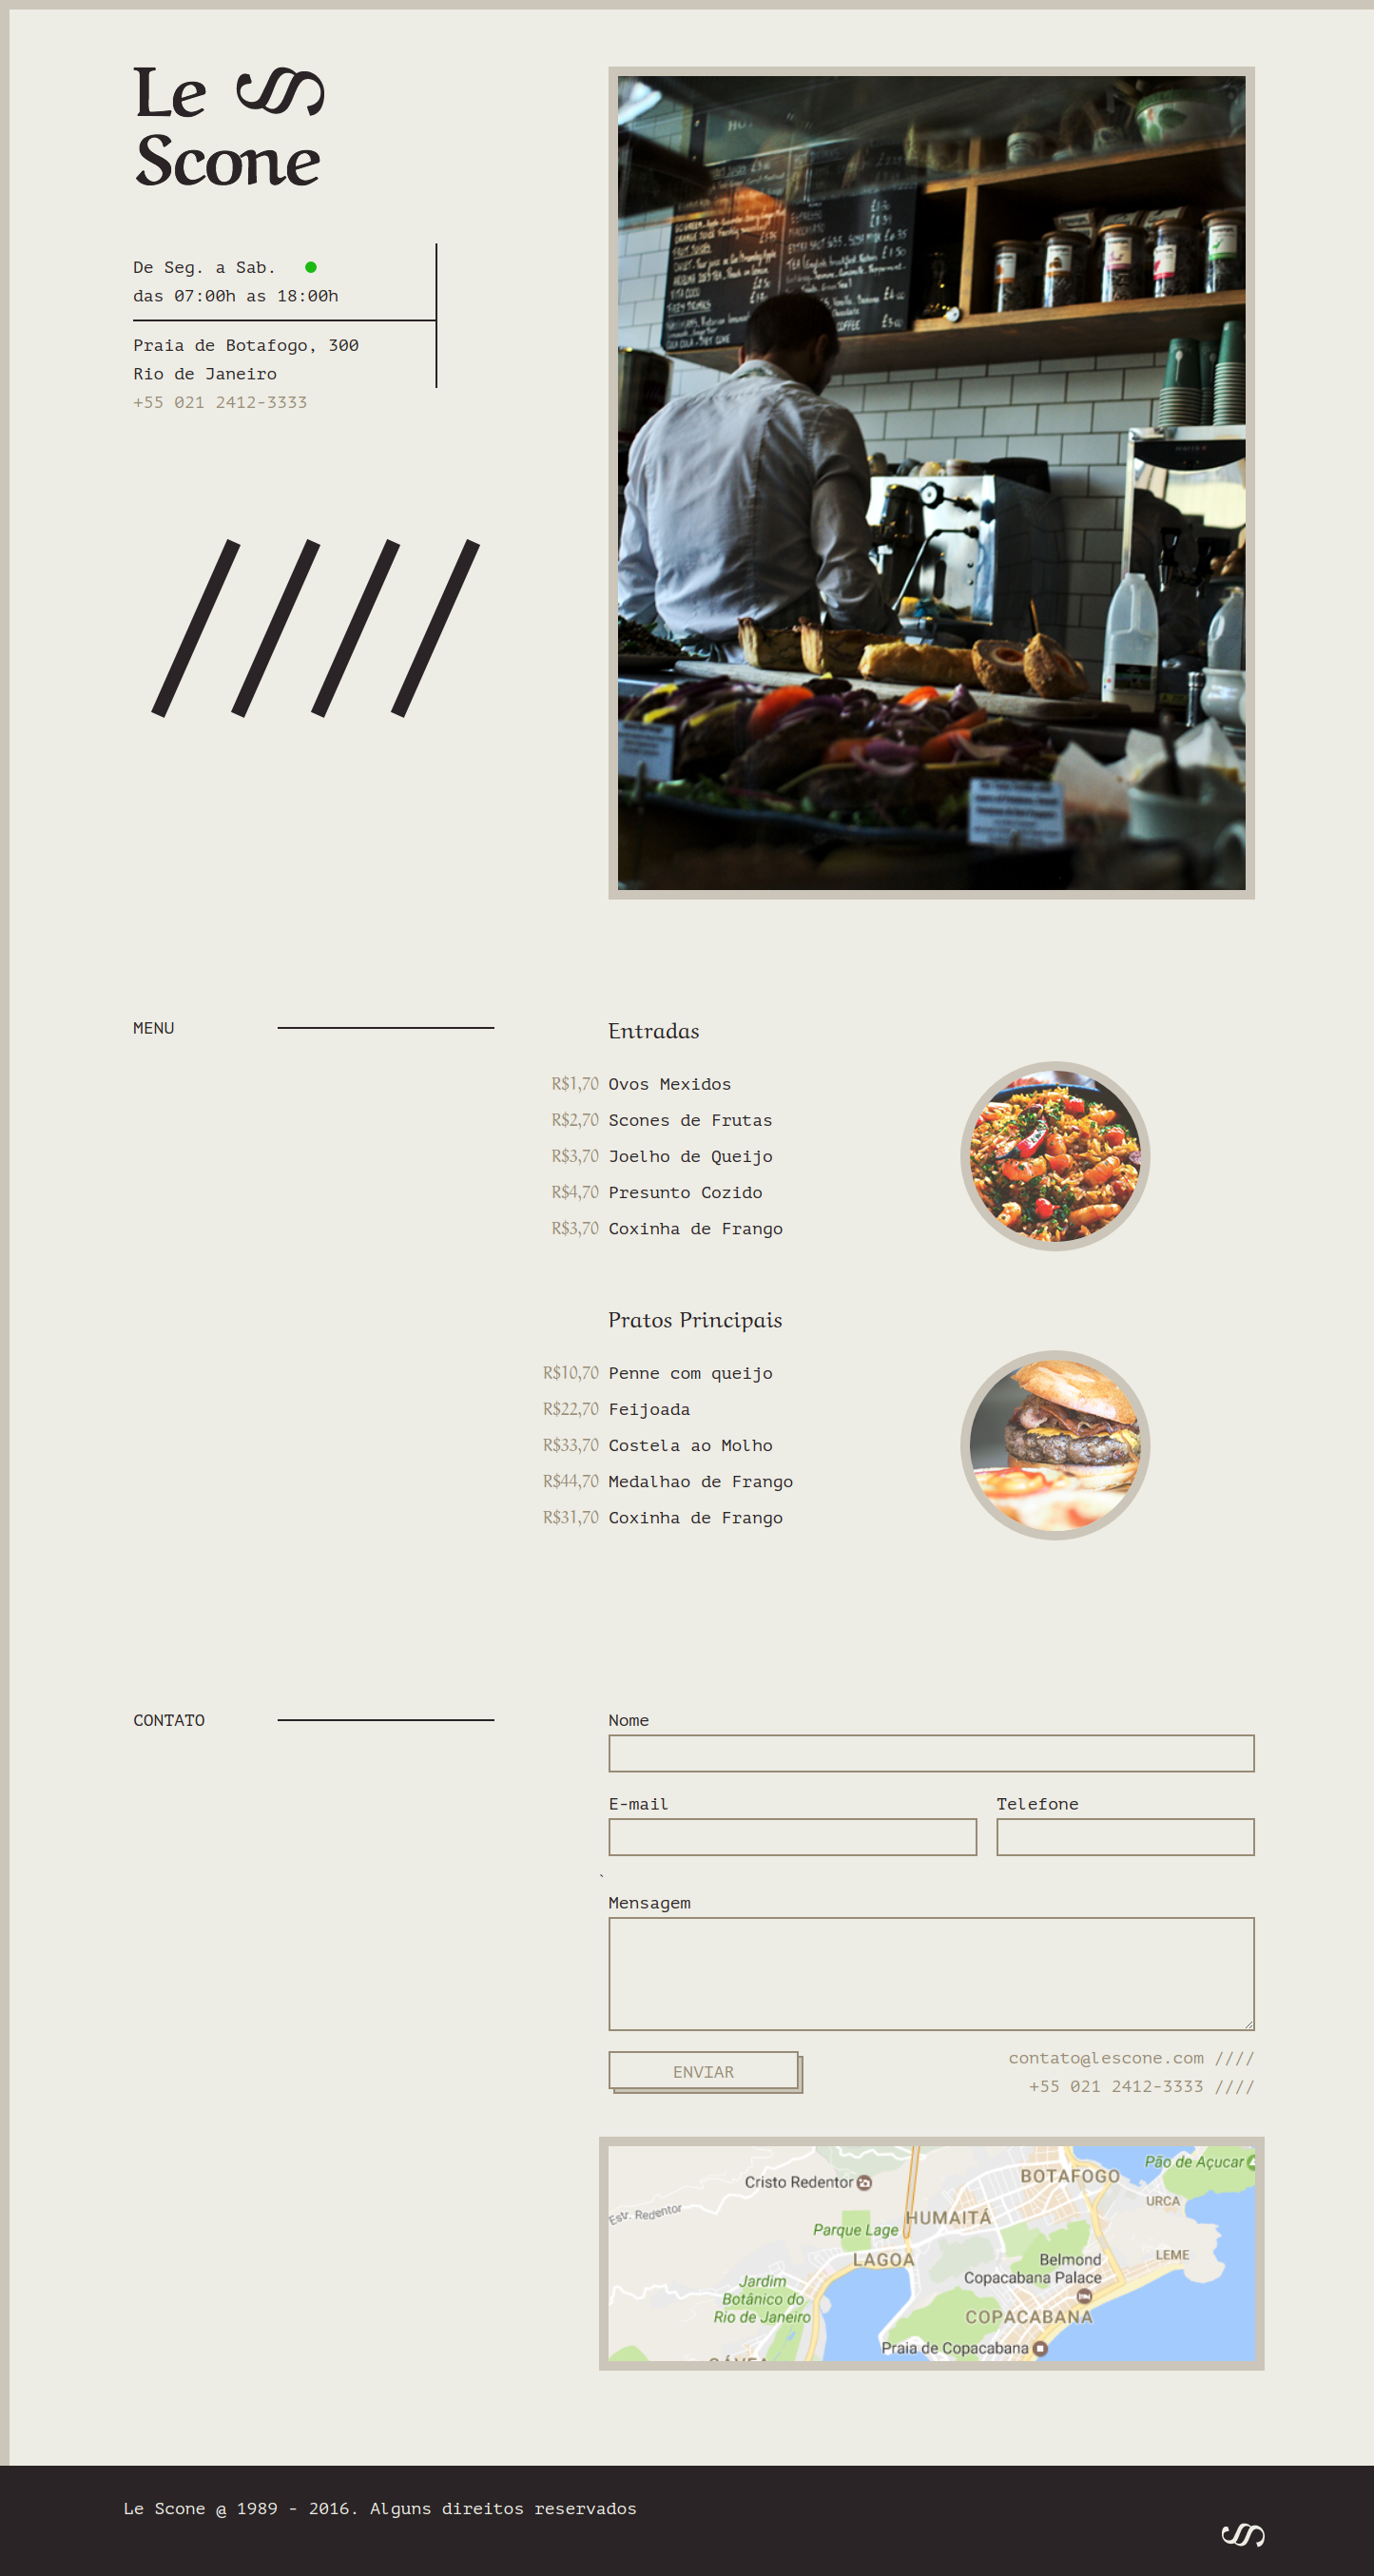 Le
Scone
De Seg. a Sab.
das 07:00h as 18:00h
Praia de Botafogo, 300
Rio de Janeiro
+55 021 2412-3333
MENU
Entradas
R$1,70 Ovos Mexidos
R$2,70 Scones de Frutas
R$3,70 Joelho de Queijo
R$4,70 Presunto Cozido
R$3,70 Coxinha de Frango
Pratos Principais
R$10,70 Penne com queijo
R$22,70 Feijoada
R$33,70 Costela ao Molho
R$44,70 Medalhao de Frango
R$31,70 Coxinha de Frango
CONTATO
Nome
E-mail Telefone
`
Mensagem
ENVIAR
contato@lescone.com ////
+55 021 2412-3333 ////
Pão de Açucar
BOTAFOGO
Cristo Redentor
URCA
Estr. Redentor
HUMAITÁ
Parque Lage
LAGOA
LEME
Belmond
Copacabana Palace
Jardim
Botânico do
Rio de Janeiro
COPACABANA
Praia de Copacabana
Le Scone @ 1989 - 2016. Alguns direitos reservados